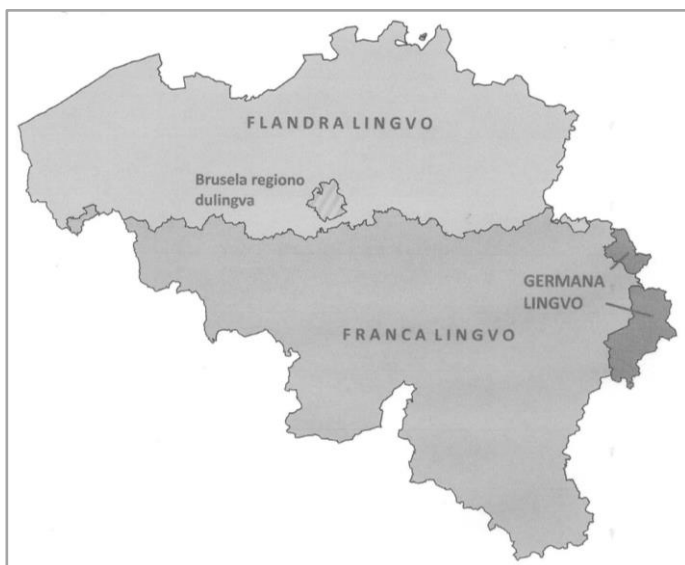 FLANDRA LINGVO
Brusela regiono
dulingva
GERMANA
LINGVO
FRANCA LINGVO